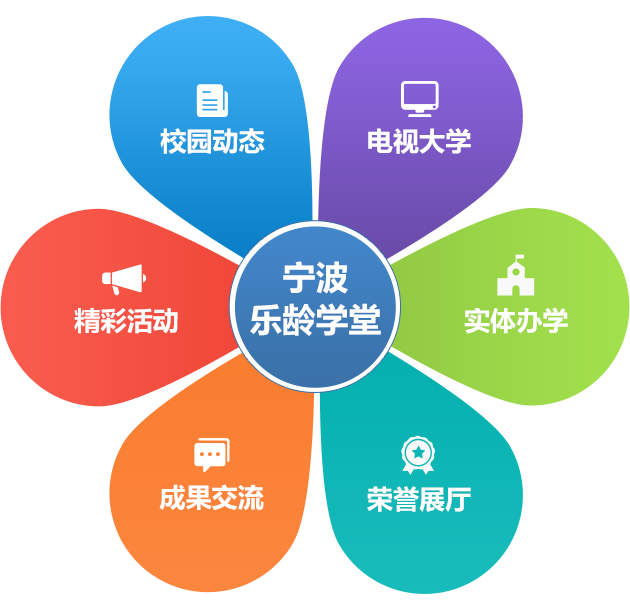 校园动态
电视大学
精彩活动
宁波
乐龄学堂
实体办学
成果交流
荣誉展厅